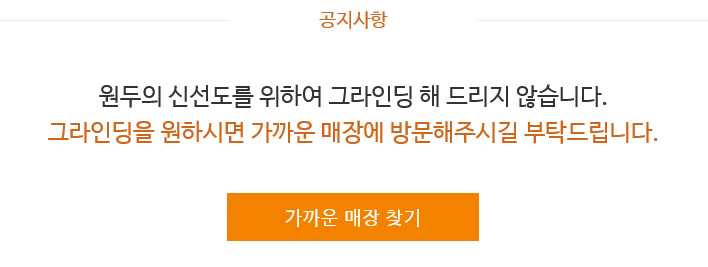 공지사항
원두의 신선도를 위하여 그라인딩 해 드리지 않습니다.
그라인딩을 원하시면 가까운 매장에 방문해주시길 부탁드립니다.
가까운 매장 찾기